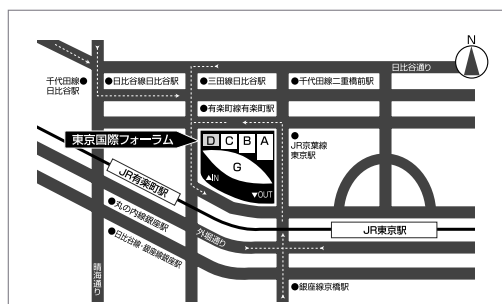 N
日比谷通り
千代田線●
日比谷駅
●日比谷線日比谷駅
●三田線日比谷駅
●千代田線二重橋前駅
●有楽町線有楽町駅
東京国際フォーラム
D C B A
G
▲IN
▼OUT
●
JR京葉線
東京駅
JR有楽町駅
●丸の内線銀座駅
●日比谷線・銀座線銀座駅
外堀通り
JR東京駅
晴海通り
●銀座線京橋駅